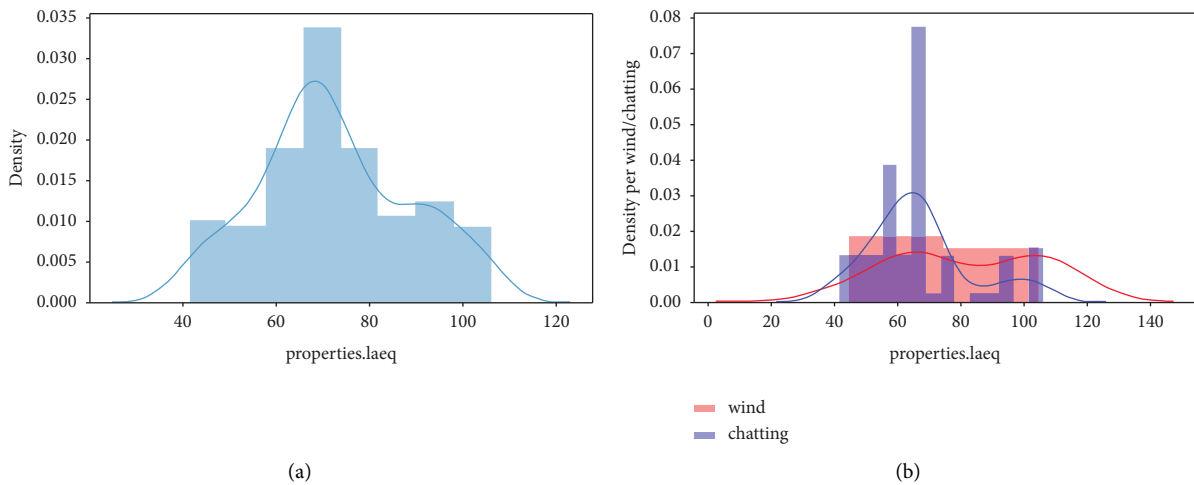 0.035
0.030
0.025
0.020
0.015
0.010
0.005
0.000
Density
40 60 80 100 120
properties.laeq
(a)
0.08
0.07
0.06
0.05
0.04
0.03
0.02
0.01
0.00
Density per wind/chatting
0 20 40 60 80 100 120 140
properties.laeq
wind
chatting
(b)